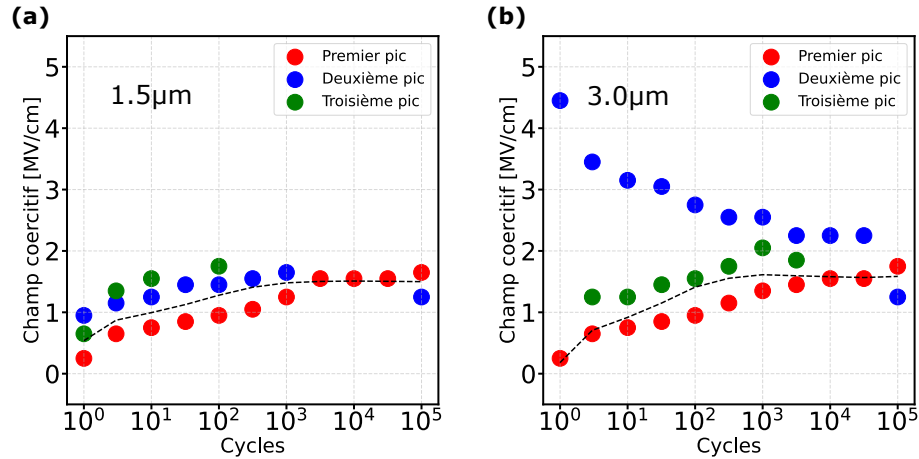 (a)
Champ coercitif [MV/cm]
5
4
3
2
1
0
1.5µm
Premier pic
Deuxième pic
Troisième pic
10⁰ 10¹ 10² 10³ 10⁴ 10⁵
Cycles
(b)
Champ coercitif [MV/cm]
5
4
3
2
1
0
3.0µm
Premier pic
Deuxième pic
Troisième pic
10⁰ 10¹ 10² 10³ 10⁴ 10⁵
Cycles